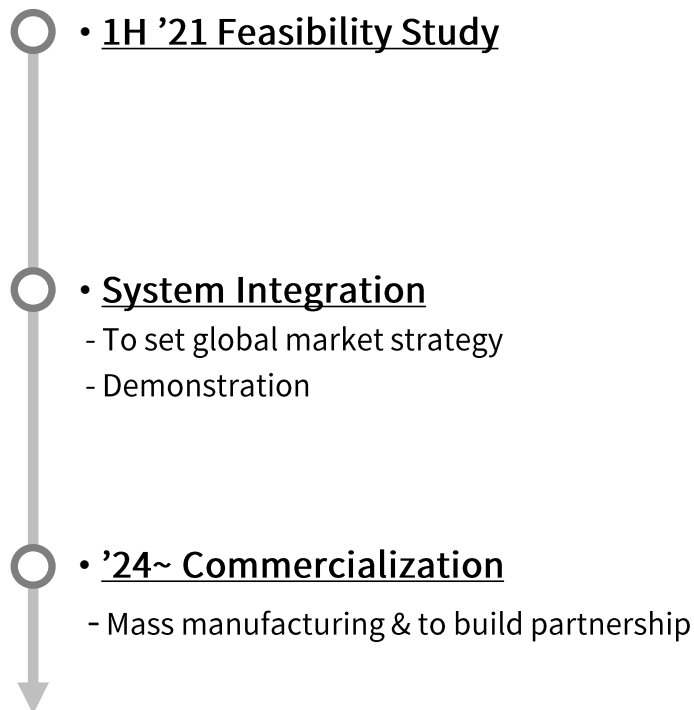 • 1H ’21 Feasibility Study
• System Integration
- To set global market strategy
- Demonstration
• ’24~ Commercialization
- Mass manufacturing & to build partnership